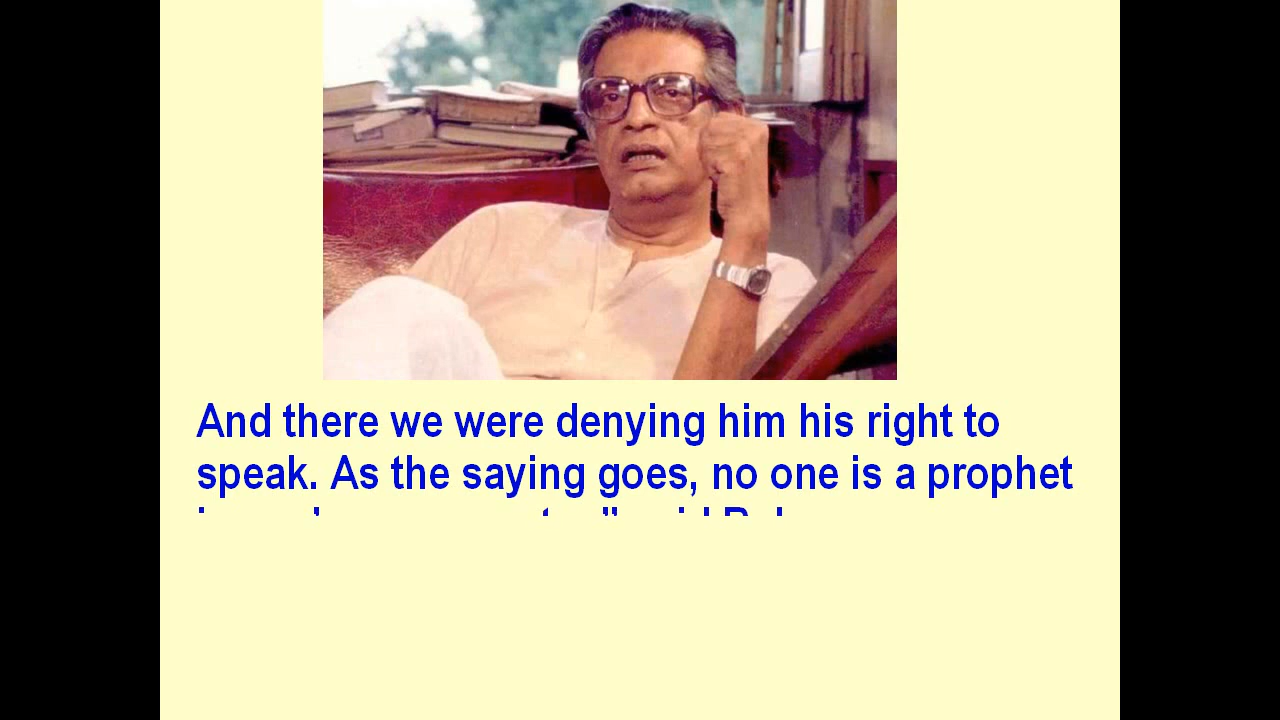 And there we were denying him his right to
speak. As the saying goes, no one is a prophet